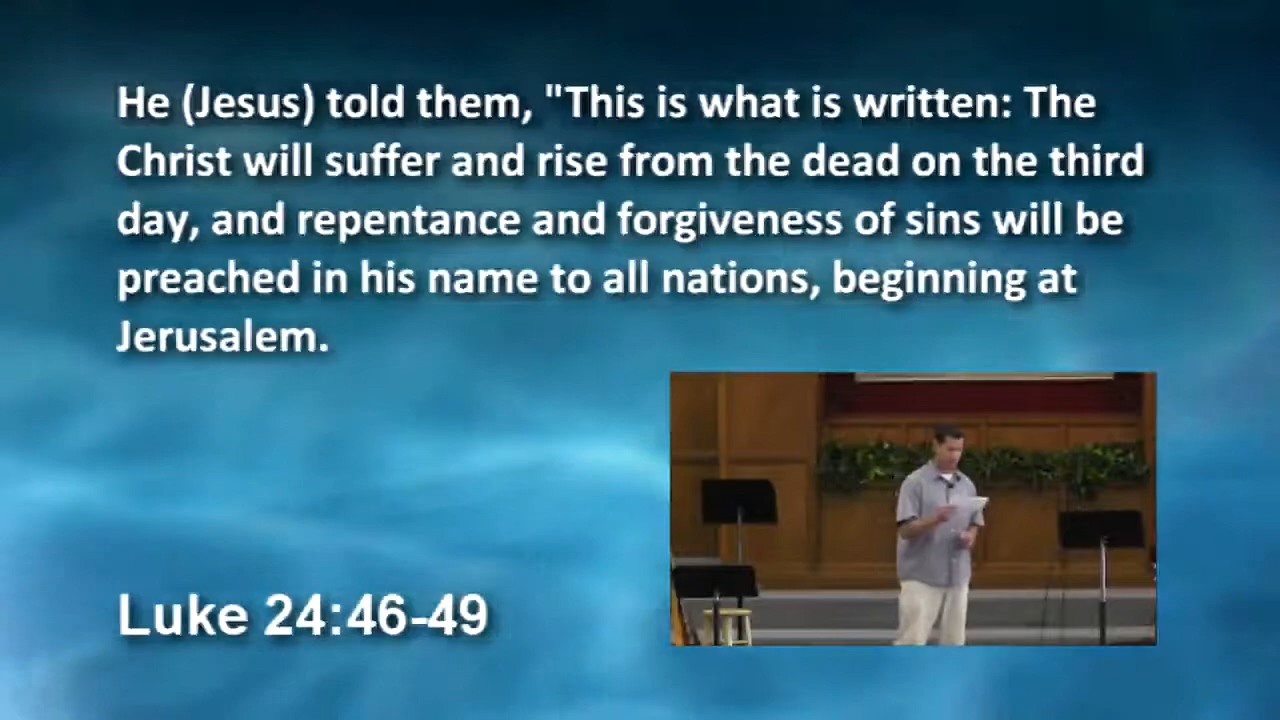 He (Jesus) told them, "This is what is written: The
Christ will suffer and rise from the dead on the third
day, and repentance and forgiveness of sins will be
preached in his name to all nations, beginning at
Jerusalem.
Luke 24:46-49